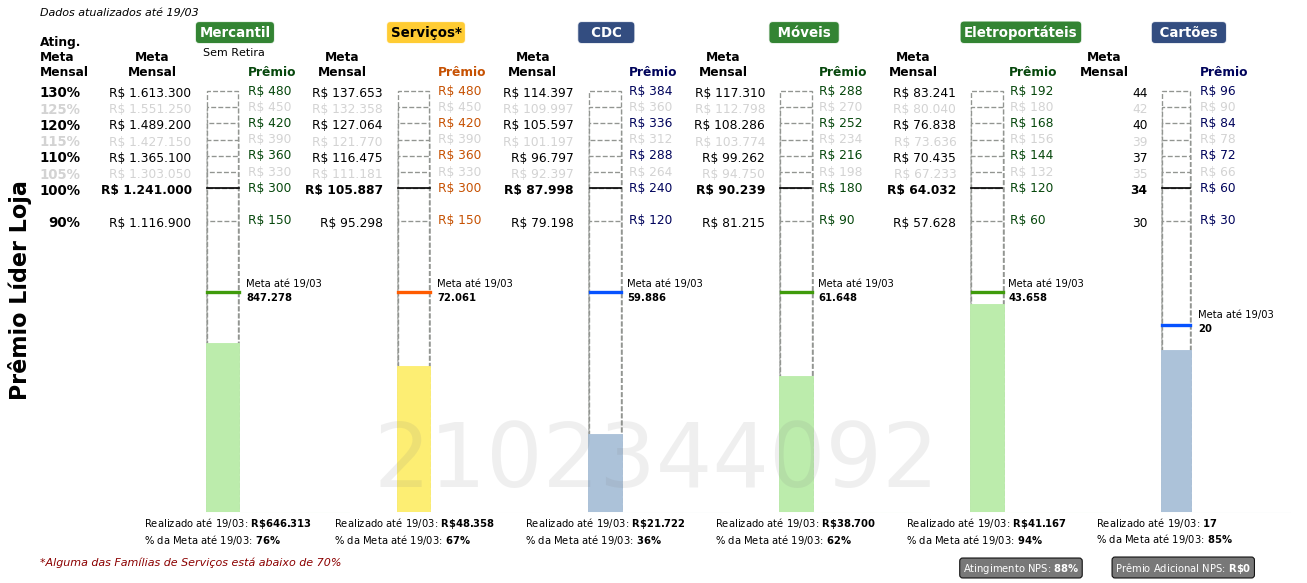 Dados atualizados até 19/03
Mercantil Serviços* CDC Móveis Eletroportáteis Cartões
Sem Retira
Ating. Meta Mensal Meta Mensal Prêmio Meta Mensal Prêmio Meta Mensal Prêmio Meta Mensal Prêmio Meta Mensal Prêmio Meta Mensal Prêmio
130% R$ 1.613.300 R$ 480 R$ 137.653 R$ 480 R$ 114.397 R$ 384 R$ 117.310 R$ 288 R$ 83.241 R$ 192 44 R$ 96
125% R$ 1.551.250 R$ 450 R$ 132.358 R$ 450 R$ 109.997 R$ 360 R$ 112.798 R$ 270 R$ 80.040 R$ 180 42 R$ 90
120% R$ 1.489.200 R$ 420 R$ 127.064 R$ 420 R$ 105.597 R$ 336 R$ 108.286 R$ 252 R$ 76.838 R$ 168 40 R$ 84
115% R$ 1.427.150 R$ 390 R$ 121.770 R$ 390 R$ 101.197 R$ 312 R$ 103.774 R$ 234 R$ 73.636 R$ 156 39 R$ 78
110% R$ 1.365.100 R$ 360 R$ 116.475 R$ 360 R$ 96.797 R$ 288 R$ 99.262 R$ 216 R$ 70.435 R$ 144 37 R$ 72
105% R$ 1.303.050 R$ 330 R$ 111.181 R$ 330 R$ 92.397 R$ 264 R$ 94.750 R$ 198 R$ 67.233 R$ 132 35 R$ 66
100% R$ 1.241.000 R$ 300 R$ 105.887 R$ 300 R$ 87.998 R$ 240 R$ 90.239 R$ 180 R$ 64.032 R$ 120 34 R$ 60
90% R$ 1.116.900 R$ 150 R$ 95.298 R$ 150 R$ 79.198 R$ 120 R$ 81.215 R$ 90 R$ 57.628 R$ 60 30 R$ 30
Prêmio Líder Loja
Meta até 19/03 Meta até 19/03 Meta até 19/03 Meta até 19/03 Meta até 19/03
847.278 72.061 59.886 61.648 43.658
Meta até 19/03
20
2102344092
Realizado até 19/03: R$646.313 Realizado até 19/03: R$48.358 Realizado até 19/03: R$21.722 Realizado até 19/03: R$38.700 Realizado até 19/03: R$41.167 Realizado até 19/03: 17
% da Meta até 19/03: 76% % da Meta até 19/03: 67% % da Meta até 19/03: 36% % da Meta até 19/03: 62% % da Meta até 19/03: 94% % da Meta até 19/03: 85%
*Alguma das Famílias de Serviços está abaixo de 70%
Atingimento NPS: 88% Prêmio Adicional NPS: R$0